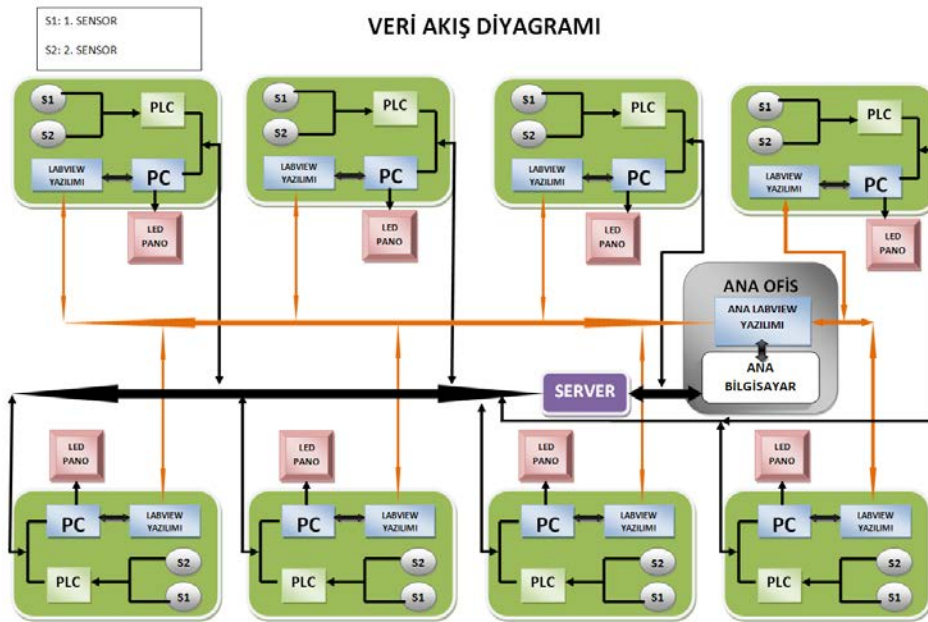 S1: 1. SENSOR
S2: 2. SENSOR
VERİ AKIŞ DİYAGRAMI
S1
S2
PLC
LABVIEW
YAZILIMI
PC
LED
PANO
S1
S2
PLC
LABVIEW
YAZILIMI
PC
LED
PANO
S1
S2
PLC
LABVIEW
YAZILIMI
PC
LED
PANO
S1
S2
PLC
LABVIEW
YAZILIMI
PC
LED
PANO
ANA OFİS
ANA LABVIEW
YAZILIMI
ANA
BİLGİSAYAR
SERVER
LED
PANO
PC
LABVIEW
YAZILIMI
PLC
S2
S1
LED
PANO
PC
LABVIEW
YAZILIMI
PLC
S2
S1
LED
PANO
PC
LABVIEW
YAZILIMI
PLC
S2
S1
LED
PANO
PC
LABVIEW
YAZILIMI
PLC
S2
S1